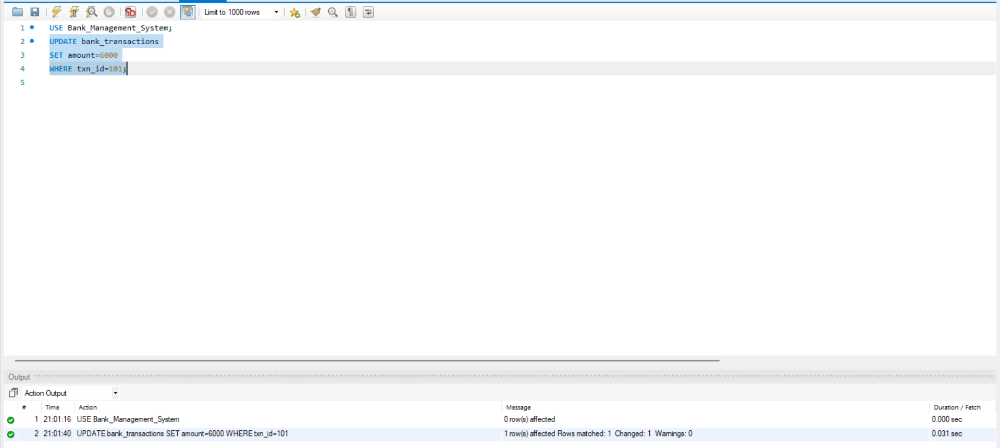 Limit to 1000 rows
1 USE Bank_Management_System;
2 UPDATE bank_transactions
3 SET amount=6000
4 WHERE txn_id=101;
5
Output
Action Output
# Time Action Message Duration / Fetch
1 21:01:16 USE Bank_Management_System 0 row(s) affected 0.000 sec
2 21:01:40 UPDATE bank_transactions SET amount=6000 WHERE txn_id=101 1 row(s) affected Rows matched: 1 Changed: 1 Warnings: 0 0.031 sec